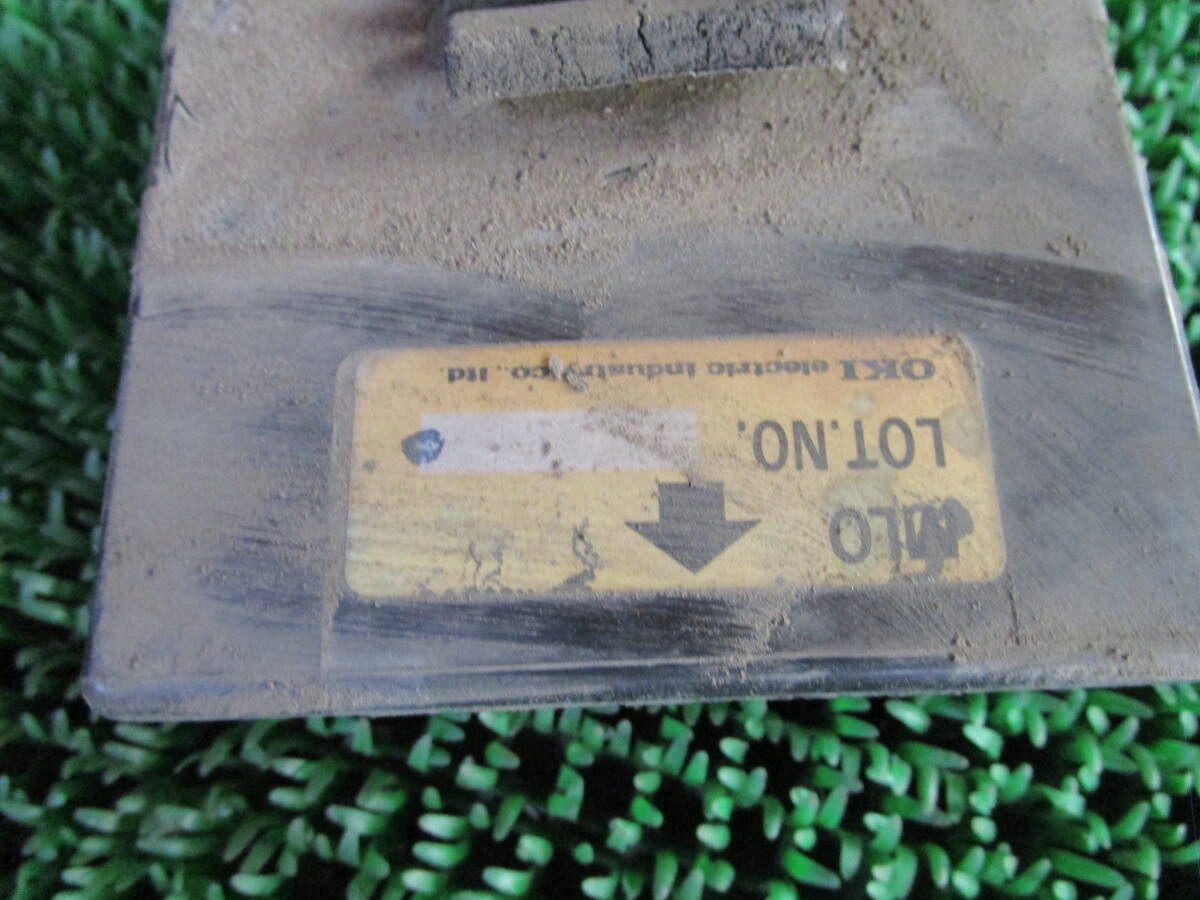 LOT.NO.
OKI electric industry co., ltd.